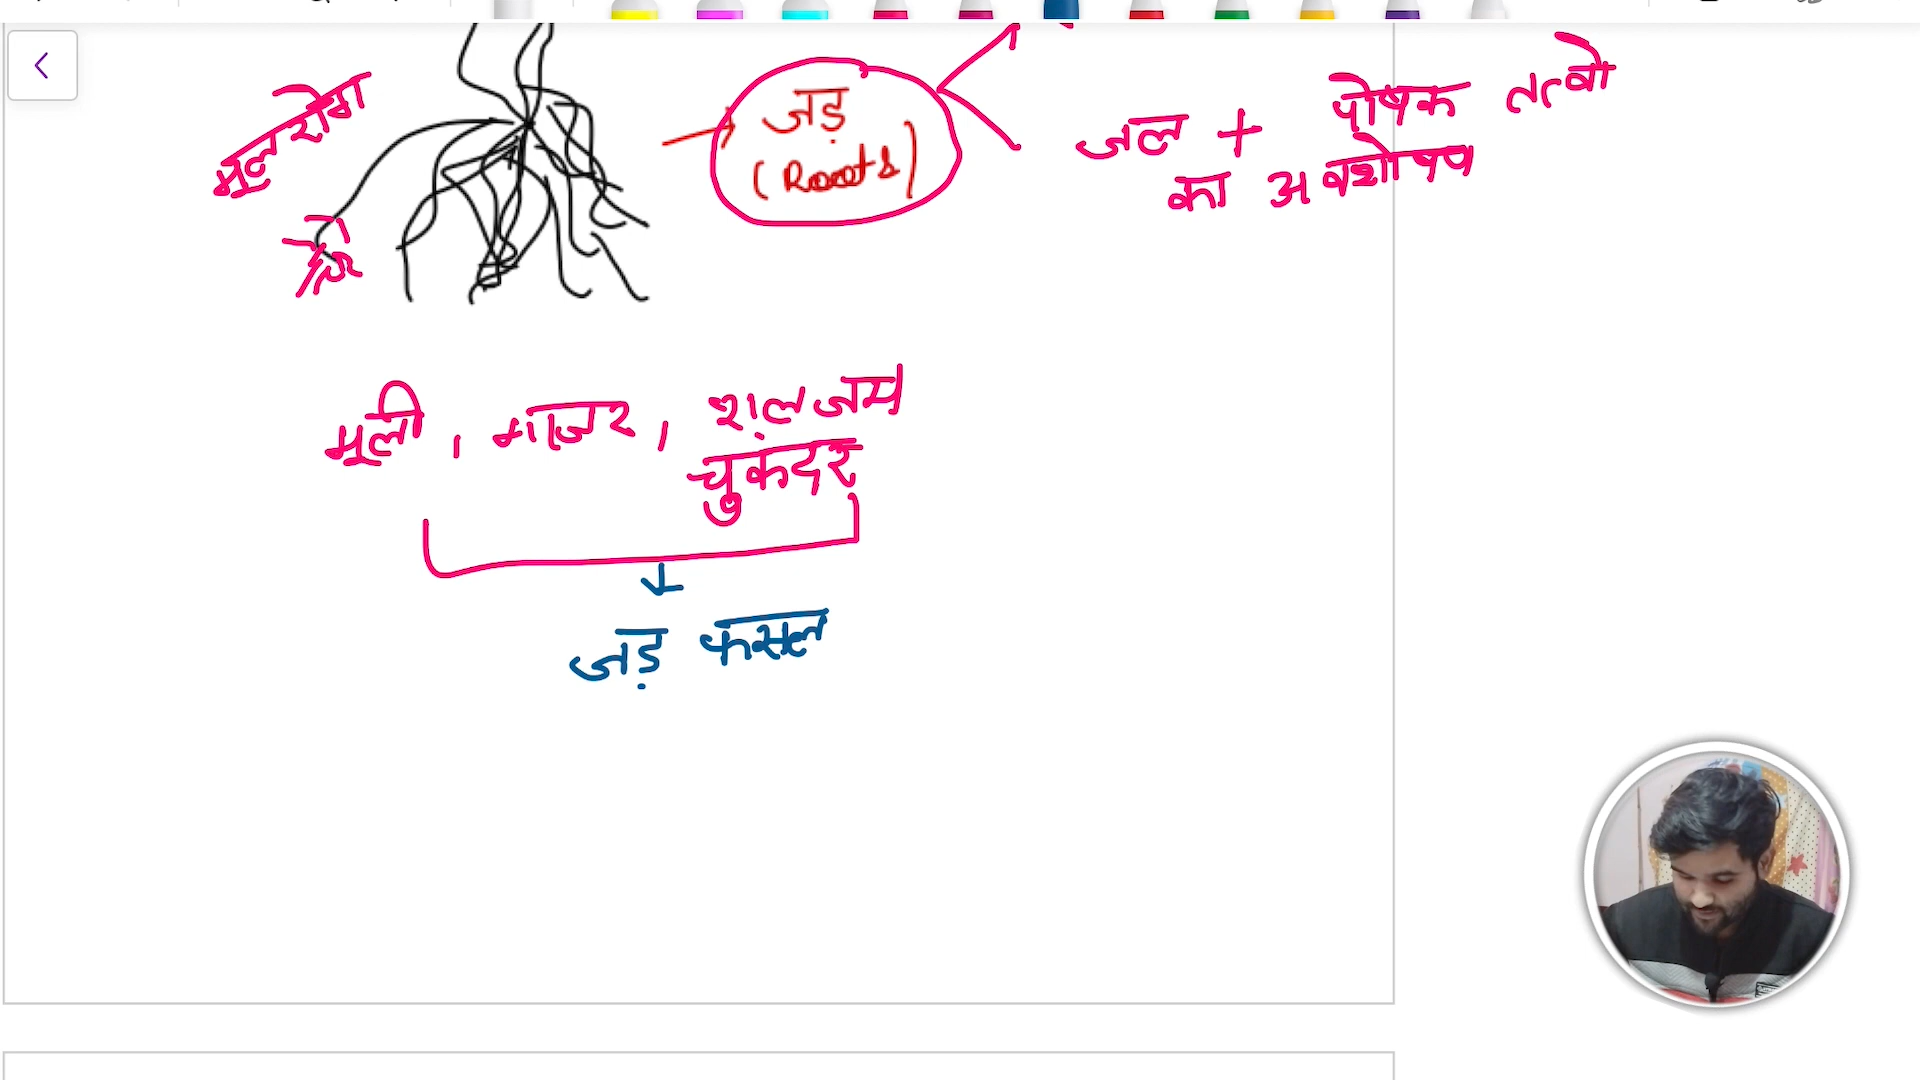 मूलरोम
जड़
(Roots)
जल + पोषक तत्वो
का अवशोषण
मूली, गाजर, शलजम
चुकंदर
जड़ फसल